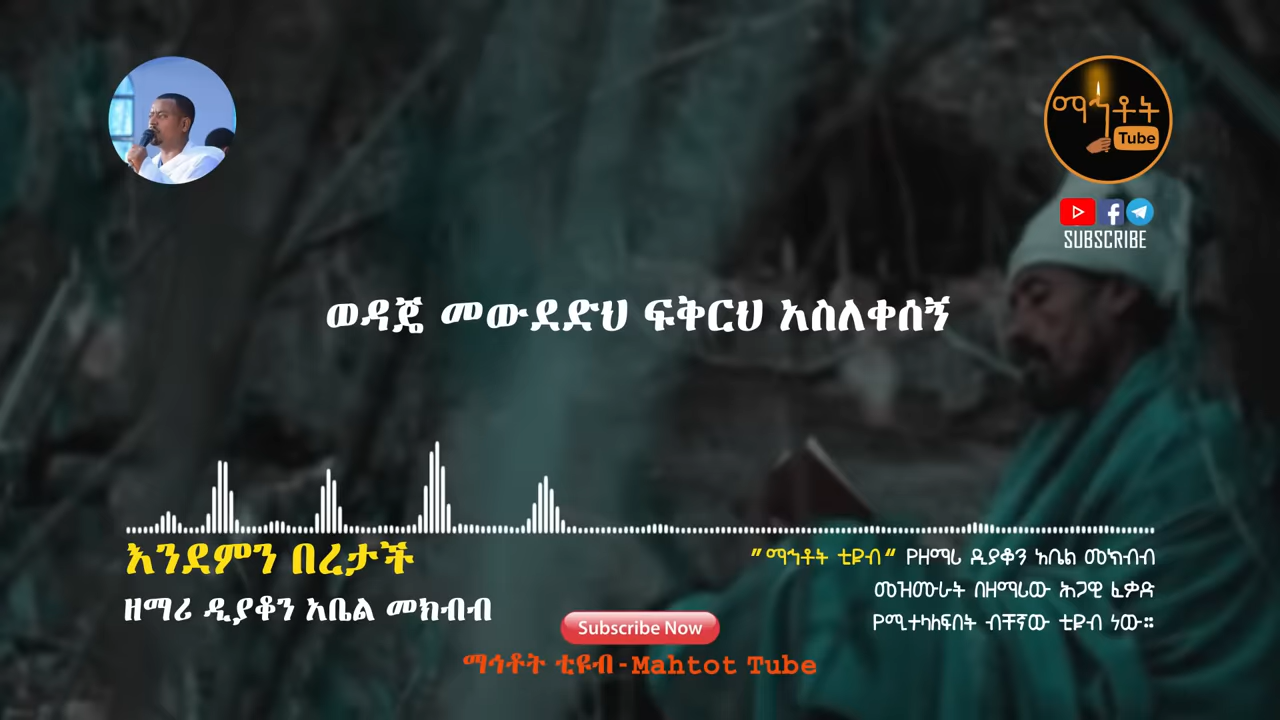 ማኅቶት
Tube
SUBSCRIBE
ወዳጄ መውደድህ ፍቅርህ አስለቀሰኝ
እንደምን በረታች
ዘማሪ ዲያቆን አቤል መክብብ
"ማኅቶት ቲዩብ" የዘማሪ ዲያቆን አቤል መክብብ
መዝሙራት በዘማሪው ሕጋዊ ፈቃድ
የሚተላለፍበት ብቸኛው ቲዩብ ነው።
Subscribe Now
ማኅቶት ቲዩብ-Mahtot Tube